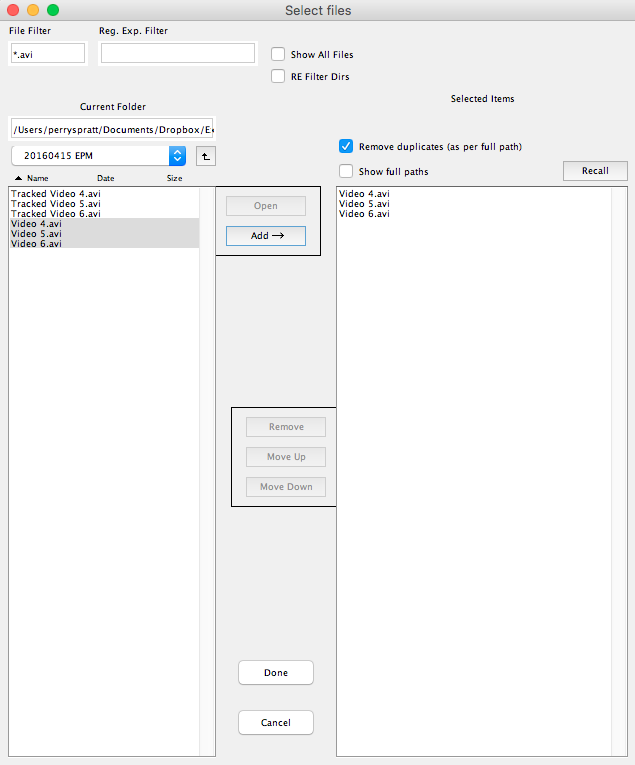 Select files
File Filter
Reg. Exp. Filter
*.avi
Show All Files
RE Filter Dirs
Current Folder
Selected Items
/Users/perryspratt/Documents/Dropbox/Ex
Remove duplicates (as per full path)
20160415 EPM
Show full paths
Recall
Name
Date
Size
Tracked Video 4.avi
Tracked Video 5.avi
Tracked Video 6.avi
Video 4.avi
Video 5.avi
Video 6.avi
Open
Add
Video 4.avi
Video 5.avi
Video 6.avi
Remove
Move Up
Move Down
Done
Cancel